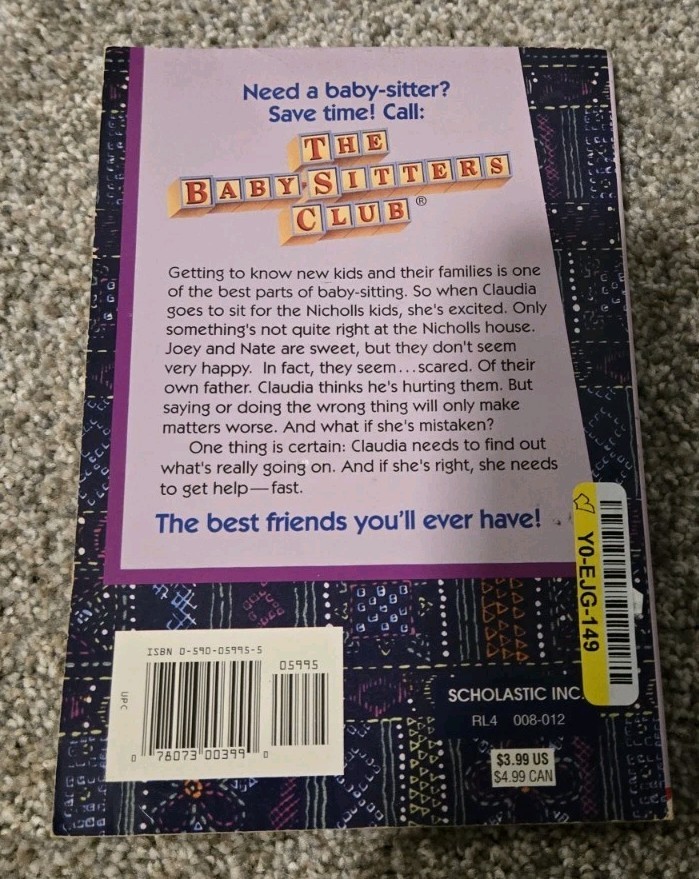 Need a baby-sitter?
Save time! Call:
THE
BABY-SITTERS
CLUB®
Getting to know new kids and their families is one
of the best parts of baby-sitting. So when Claudia
goes to sit for the Nicholls kids, she's excited. Only
something's not quite right at the Nicholls house.
Joey and Nate are sweet, but they don't seem
very happy. In fact, they seem...scared. Of their
own father. Claudia thinks he's hurting them. But
saying or doing the wrong thing will only make
matters worse. And what if she's mistaken?
One thing is certain: Claudia needs to find out
what's really going on. And if she's right, she needs
to get help—fast.
The best friends you'll ever have!
Y0-EJG-149
ISBN 0-590-05995-5
05995
UPC
0 78073 00399 0
SCHOLASTIC INC.
RL4 008-012
$3.99 US
$4.99 CAN